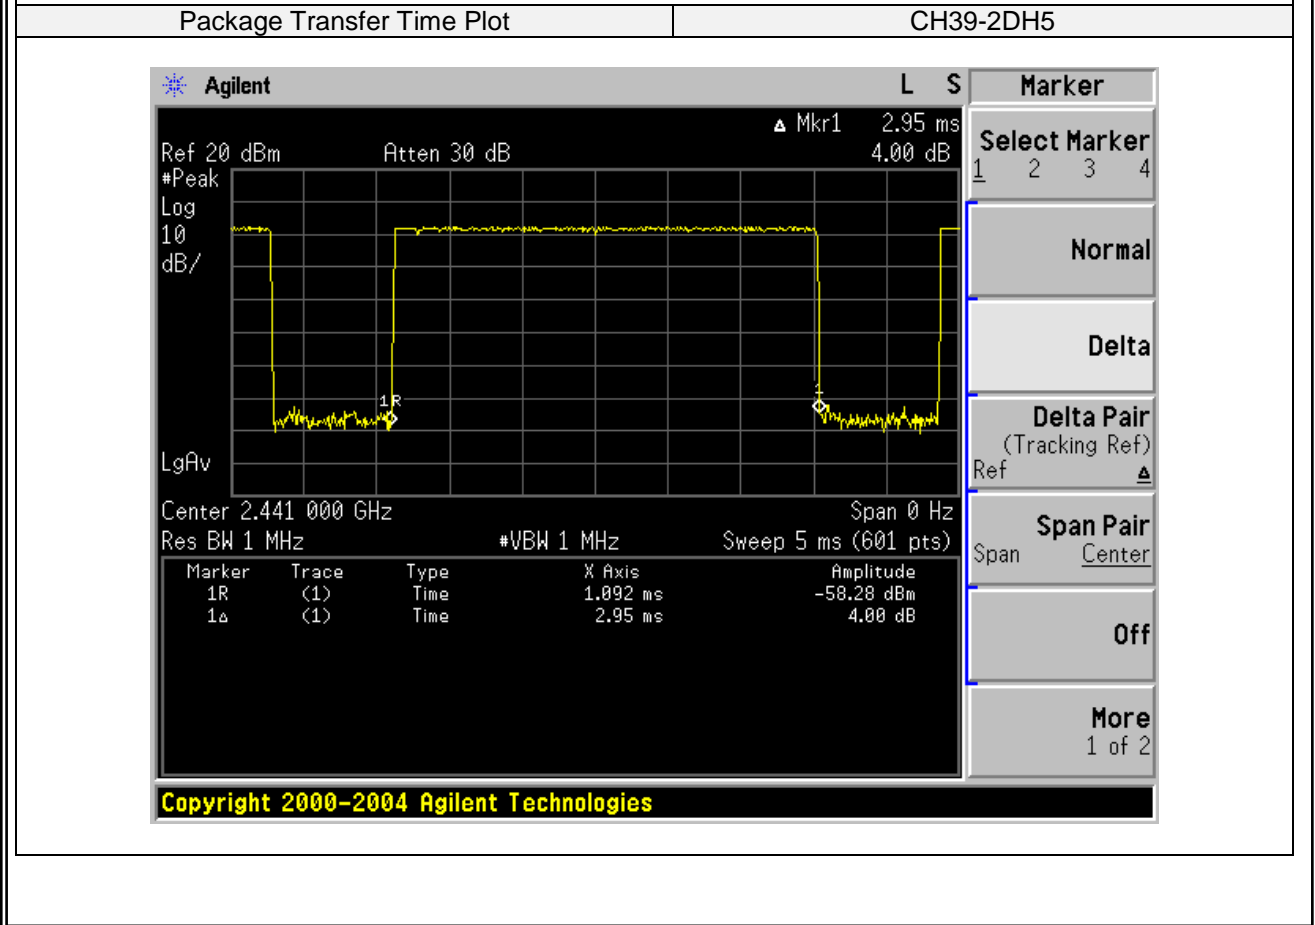 Package Transfer Time Plot CH39-2DH5
Agilent L S
Marker
▵ Mkr1 2.95 ms
Ref 20 dBm Atten 30 dB 4.00 dB
#Peak
Log
10
dB/
1R
1
LgAv
Center 2.441 000 GHz Span 0 Hz
Res BW 1 MHz #VBW 1 MHz Sweep 5 ms (601 pts)
Marker Trace Type X Axis Amplitude
1R (1) Time 1.092 ms -58.28 dBm
1▵ (1) Time 2.95 ms 4.00 dB
Select Marker
1 2 3 4
Normal
Delta
Delta Pair
(Tracking Ref)
Ref ▵
Span Pair
Span Center
Off
More
1 of 2
Copyright 2000-2004 Agilent Technologies